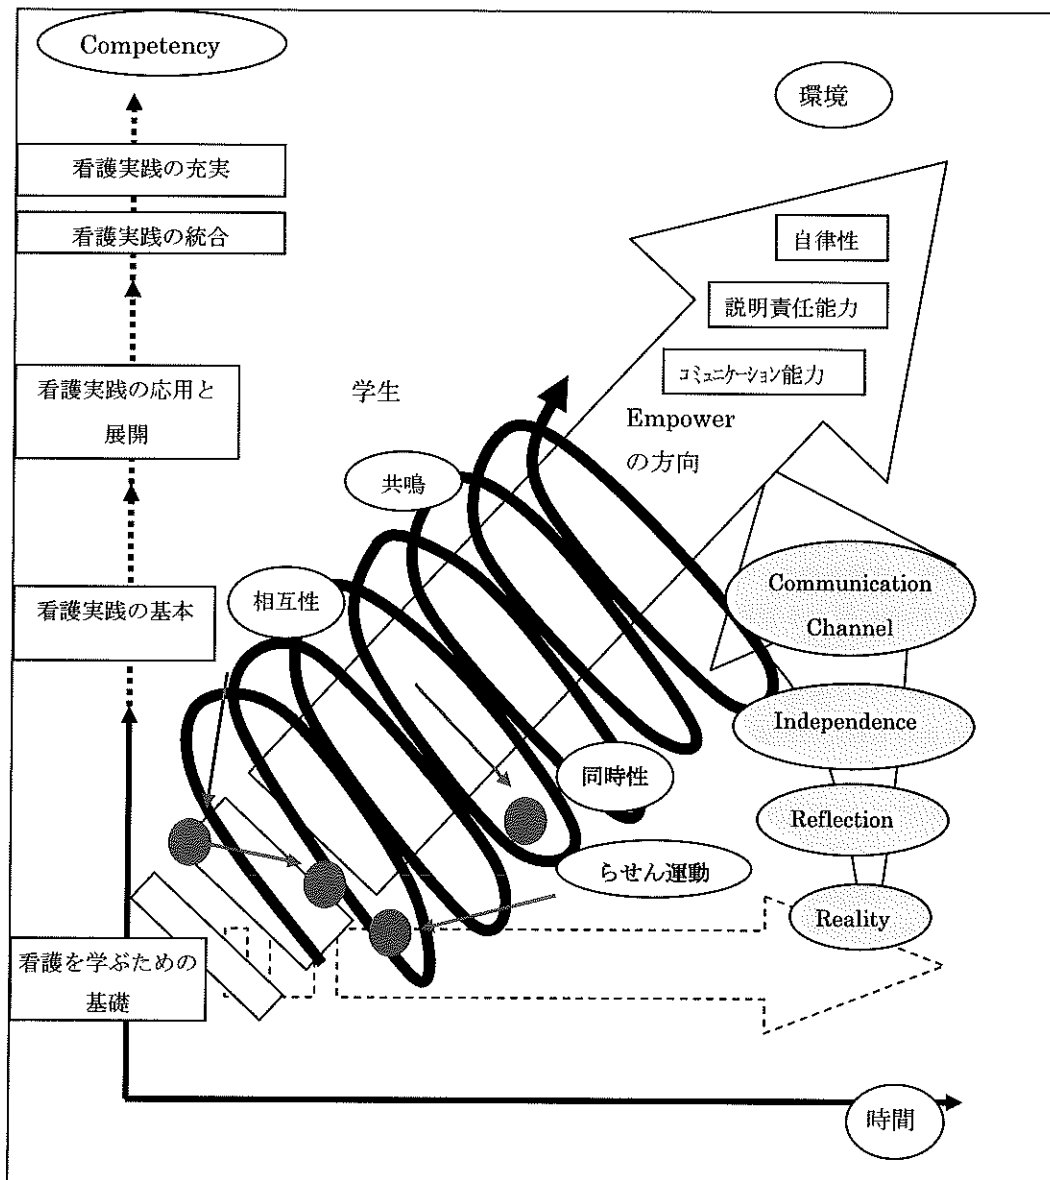 Competency
環境
看護実践の充実
看護実践の統合
自律性
説明責任能力
コミュニケーション能力
看護実践の応用と
展開
学生
Empower
の方向
共鳴
看護実践の基本
相互性
Communication
Channel
Independence
同時性
Reflection
らせん運動
Reality
看護を学ぶための
基礎
時間